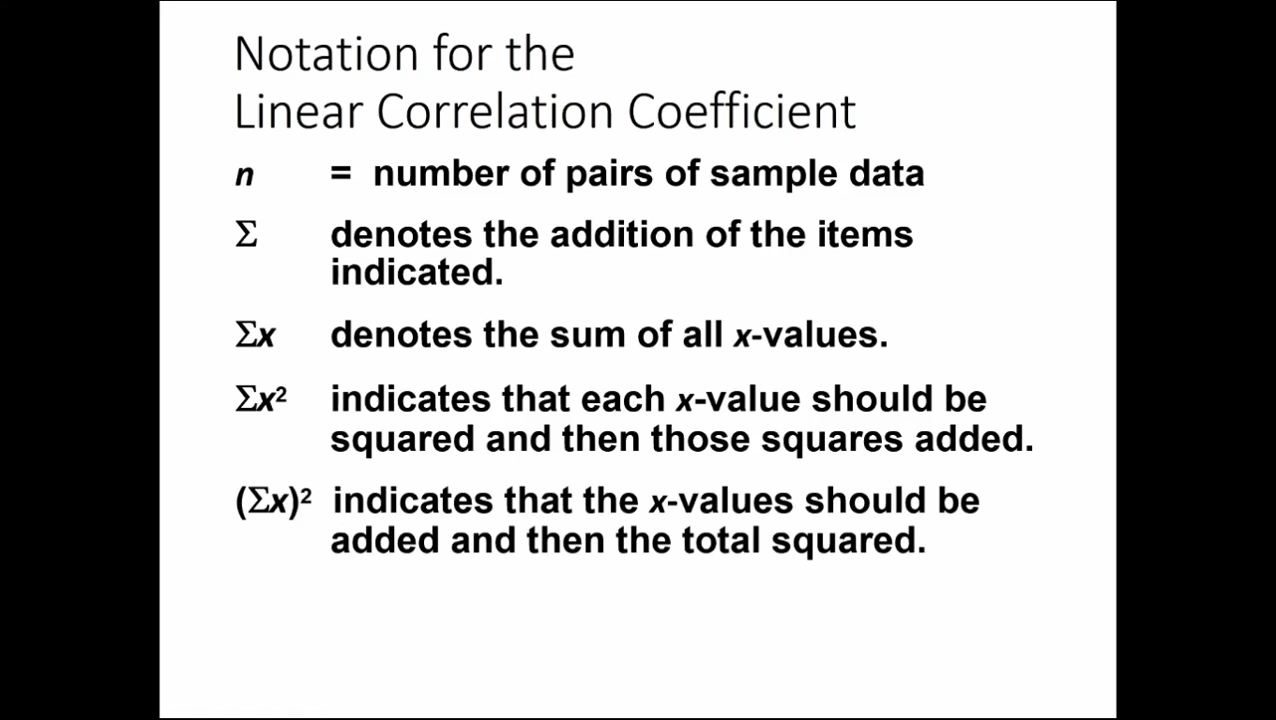 Notation for the
Linear Correlation Coefficient
n = number of pairs of sample data
Σ denotes the addition of the items
indicated.
Σx denotes the sum of all x-values.
Σx² indicates that each x-value should be
squared and then those squares added.
(Σx)² indicates that the x-values should be
added and then the total squared.